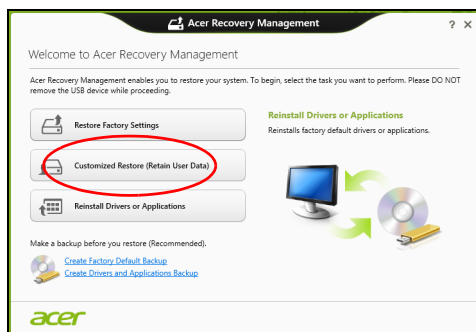 Acer Recovery Management
? ×
Welcome to Acer Recovery Management
Acer Recovery Management enables you to restore your system. To begin, select the task you want to perform. Please DO NOT
remove the USB device while proceeding.
Restore Factory Settings
Customized Restore (Retain User Data)
Reinstall Drivers or Applications
Reinstall Drivers or Applications
Reinstalls factory default drivers or applications.
Make a backup before you restore (Recommended).
Create Factory Default Backup
Create Drivers and Applications Backup
acer